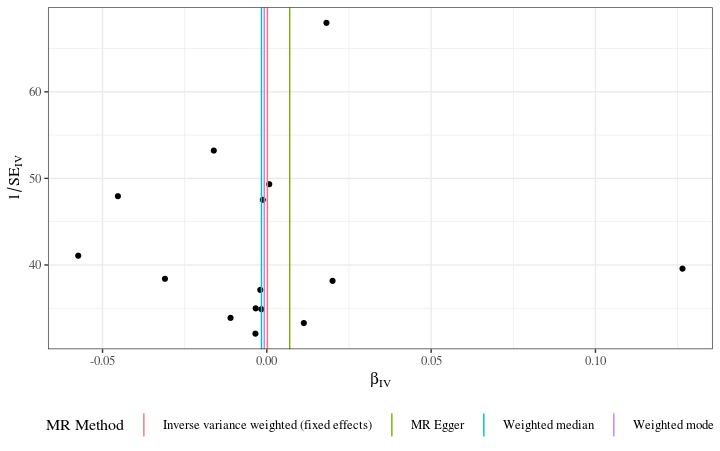 60
50
40
1/SE_IV
-0.05 0.00 0.05 0.10
β_IV
MR Method Inverse variance weighted (fixed effects) MR Egger Weighted median Weighted mode